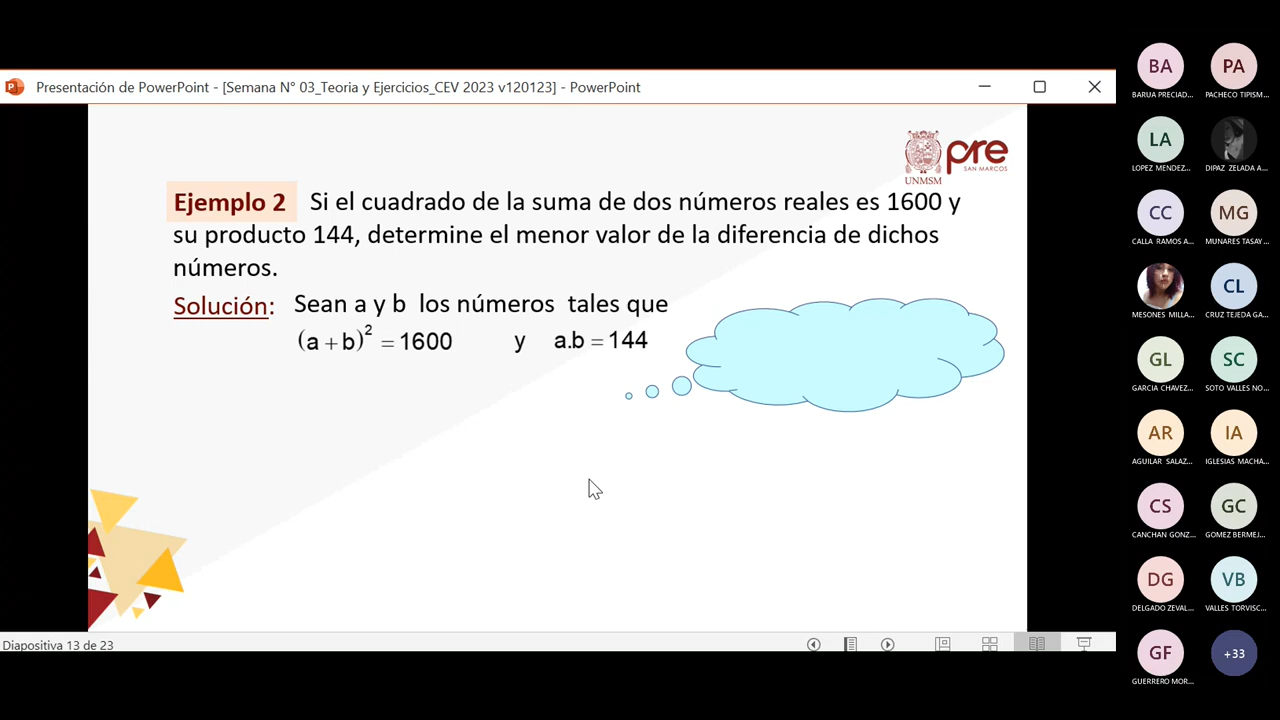 Presentación de PowerPoint - [Semana N° 03_Teoria y Ejercicios_CEV 2023 v120123] - PowerPoint
pre
SAN MARCOS
UNMSM
Ejemplo 2 Si el cuadrado de la suma de dos números reales es 1600 y
su producto 144, determine el menor valor de la diferencia de dichos
números.
Solución: Sean a y b los números tales que
(a + b)² = 1600 y a.b = 144
Diapositiva 13 de 23
BA PA
BARUA PRECIAD... PACHECO TIPISM...
LA
LOPEZ MENDEZ... DIPAZ ZELADA A...
CC MG
CALLA RAMOS A... MUNARES TASAY...
CL
MESONES MILLA... CRUZ TEJEDA GA...
GL SC
GARCIA CHAVEZ... SOTO VALLES NO...
AR IA
AGUILAR SALAZ... IGLESIAS MACHA...
CS GC
CANCHAN GONZ... GOMEZ BERMEJ...
DG VB
DELGADO ZEVAL... VALLES TORVISC...
GF +33
GUERRERO MOR...